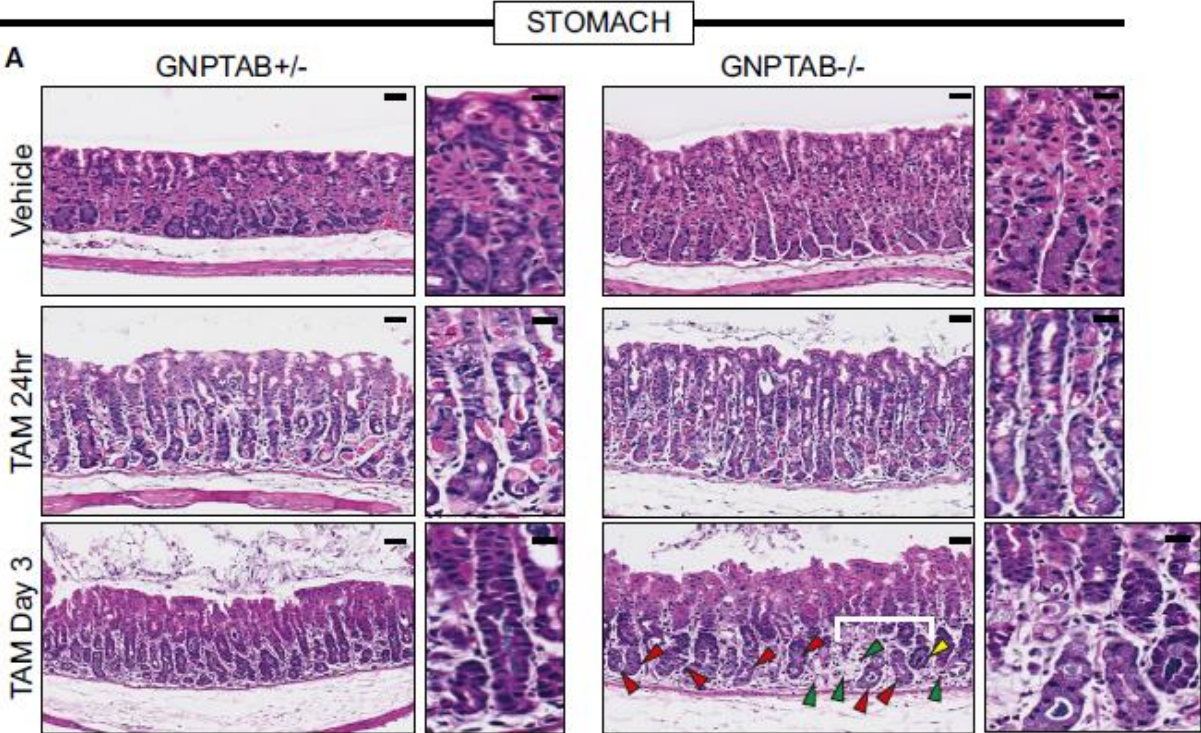 STOMACH
A
GNPTAB+/-
GNPTAB-/-
Vehicle
TAM 24hr
TAM Day 3